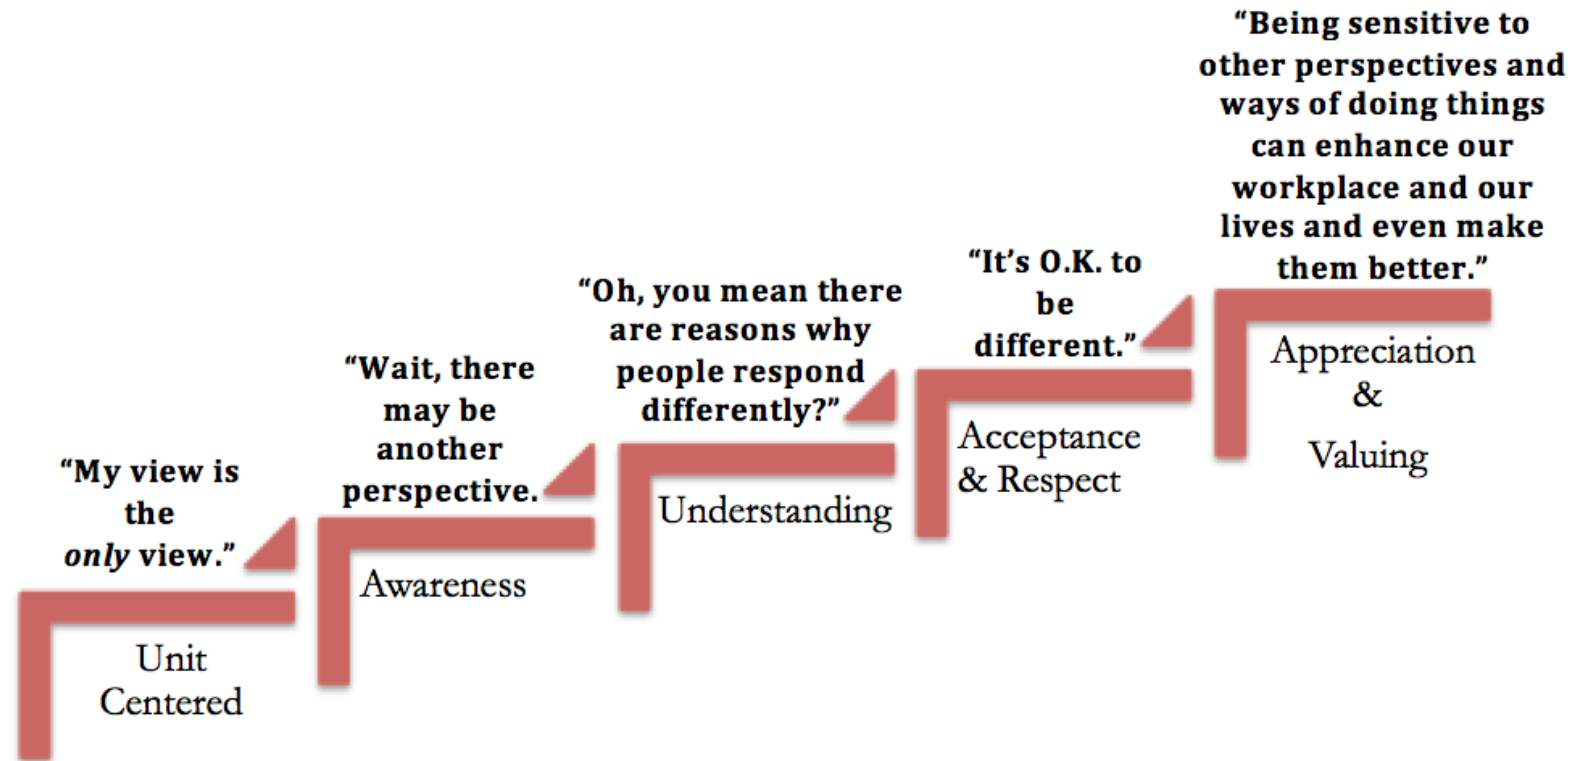 “My view is
the
only view.”
Unit
Centered
“Wait, there
may be
another
perspective.
Awareness
“Oh, you mean there
are reasons why
people respond
differently?”
Understanding
“It’s O.K. to
be
different.”
Acceptance
& Respect
“Being sensitive to
other perspectives and
ways of doing things
can enhance our
workplace and our
lives and even make
them better.”
Appreciation
&
Valuing